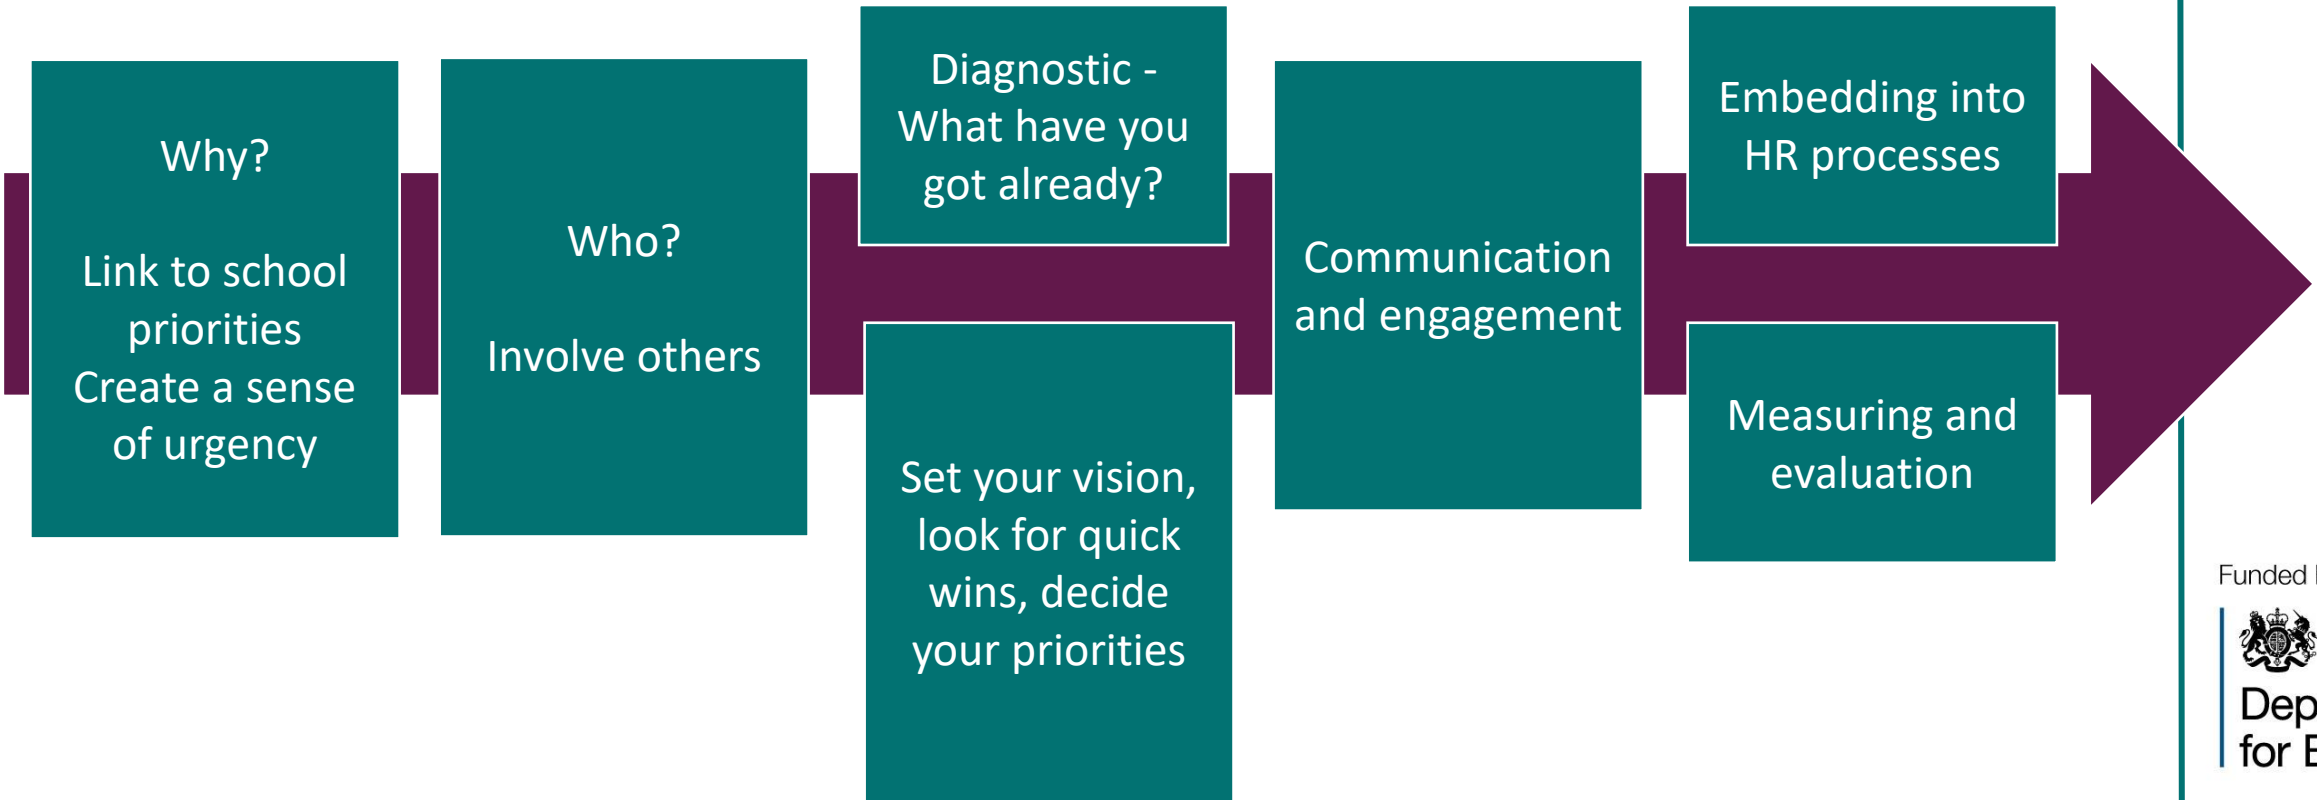 Why?
Link to school
priorities
Create a sense
of urgency
Who?
Involve others
Diagnostic -
What have you
got already?
Set your vision,
look for quick
wins, decide
your priorities
Communication
and engagement
Embedding into
HR processes
Measuring and
evaluation
Funded
for